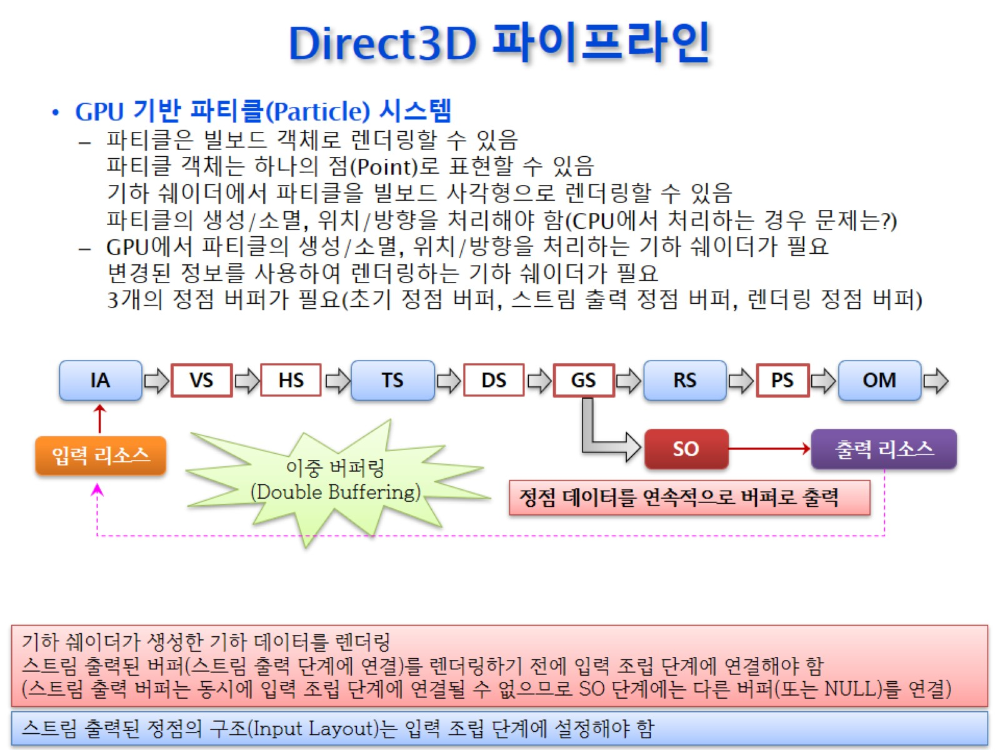 Direct3D 파이프라인
• GPU 기반 파티클(Particle) 시스템
– 파티클은 빌보드 객체로 렌더링할 수 있음
파티클 객체는 하나의 점(Point)로 표현할 수 있음
기하 쉐이더에서 파티클을 빌보드 사각형으로 렌더링할 수 있음
파티클의 생성/소멸, 위치/방향을 처리해야 함(CPU에서 처리하는 경우 문제는?)
– GPU에서 파티클의 생성/소멸, 위치/방향을 처리하는 기하 쉐이더가 필요
변경된 정보를 사용하여 렌더링하는 기하 쉐이더가 필요
3개의 정점 버퍼가 필요(초기 정점 버퍼, 스트림 출력 정점 버퍼, 렌더링 정점 버퍼)
IA VS HS TS DS GS RS PS OM
입력 리소스
이중 버퍼링
(Double Buffering)
SO
출력 리소스
정점 데이터를 연속적으로 버퍼로 출력
기하 쉐이더가 생성한 기하 데이터를 렌더링
스트림 출력된 버퍼(스트림 출력 단계에 연결)를 렌더링하기 전에 입력 조립 단계에 연결해야 함
(스트림 출력 버퍼는 동시에 입력 조립 단계에 연결될 수 없으므로 SO 단계에는 다른 버퍼(또는 NULL)를 연결)
스트림 출력된 정점의 구조(Input Layout)는 입력 조립 단계에 설정해야 함